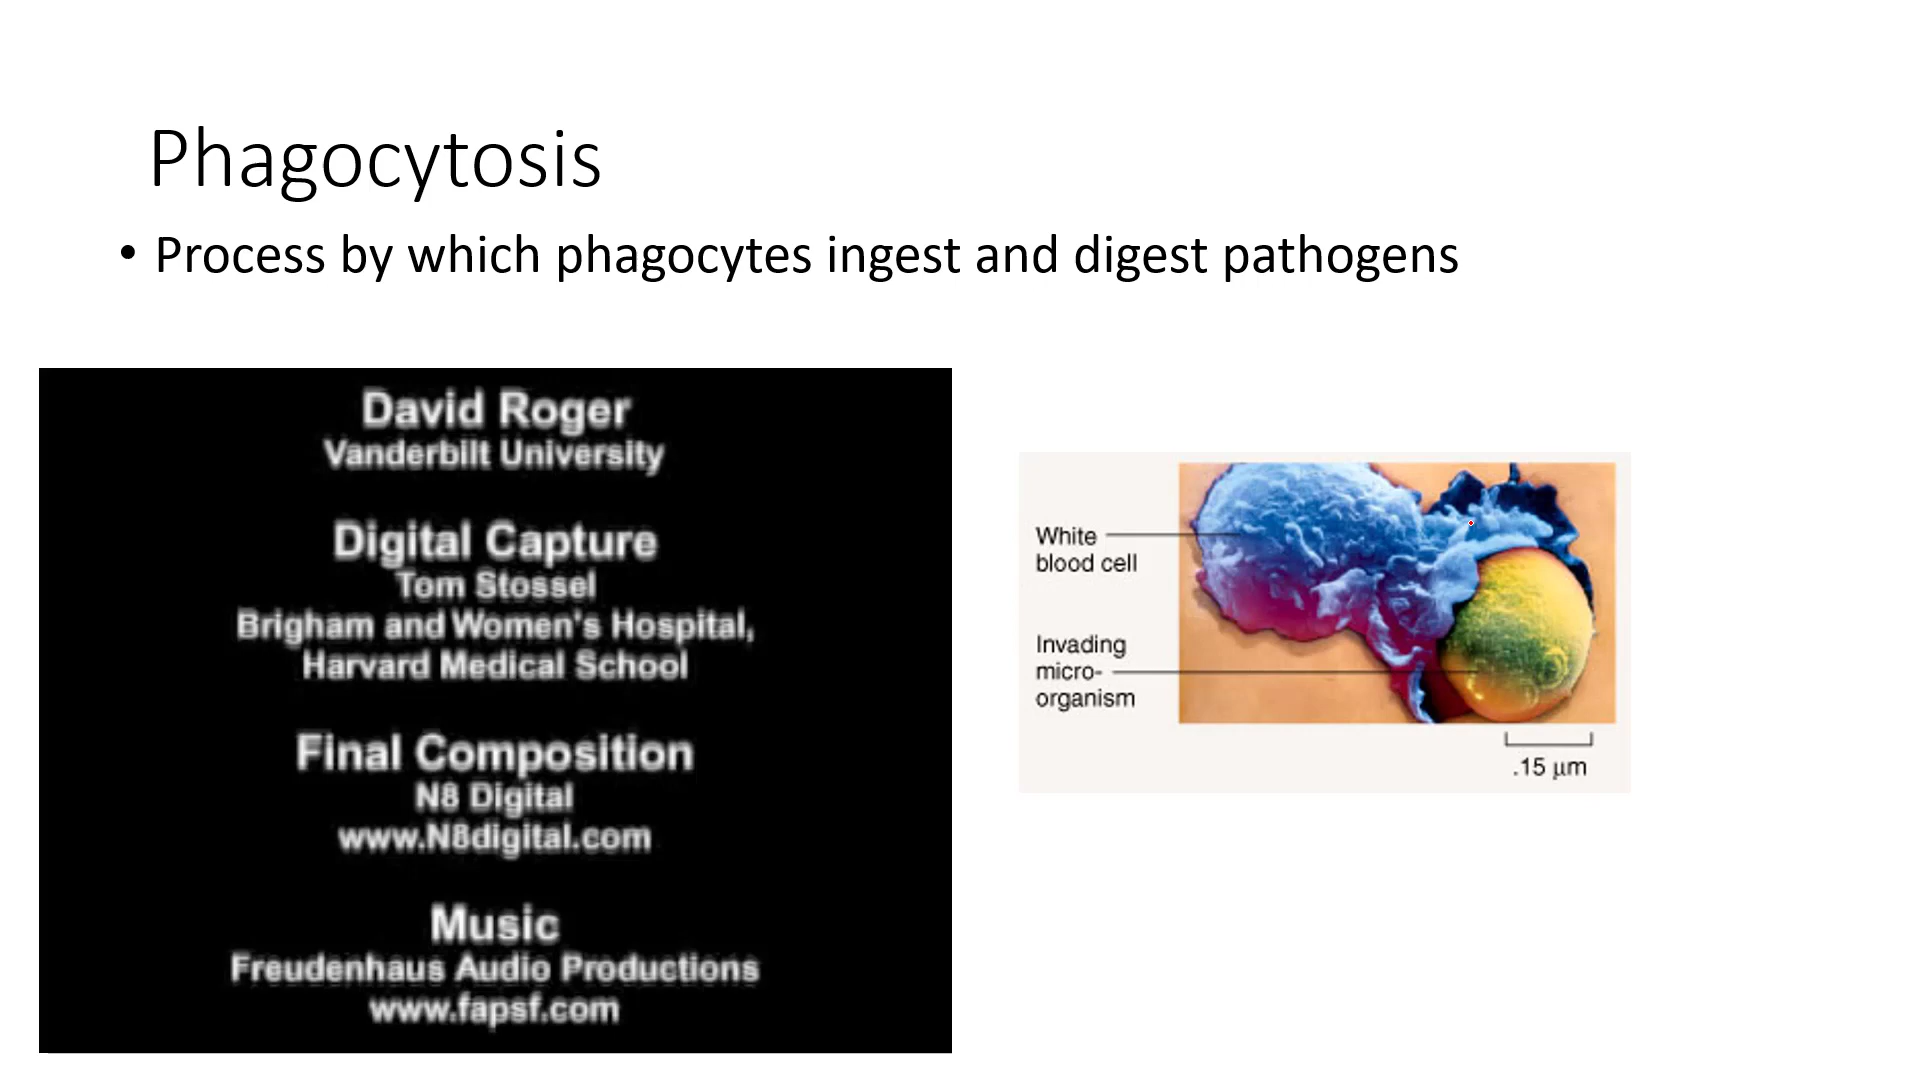 Phagocytosis
• Process by which phagocytes ingest and digest pathogens
David Roger
Vanderbilt University
Digital Capture
Tom Stossel
Brigham and Women's Hospital,
Harvard Medical School
Final Composition
N8 Digital
www.N8digital.com
Music
Freudenhaus Audio Productions
www.fapsf.com
White
blood cell
Invading
micro-
organism
.15 µm